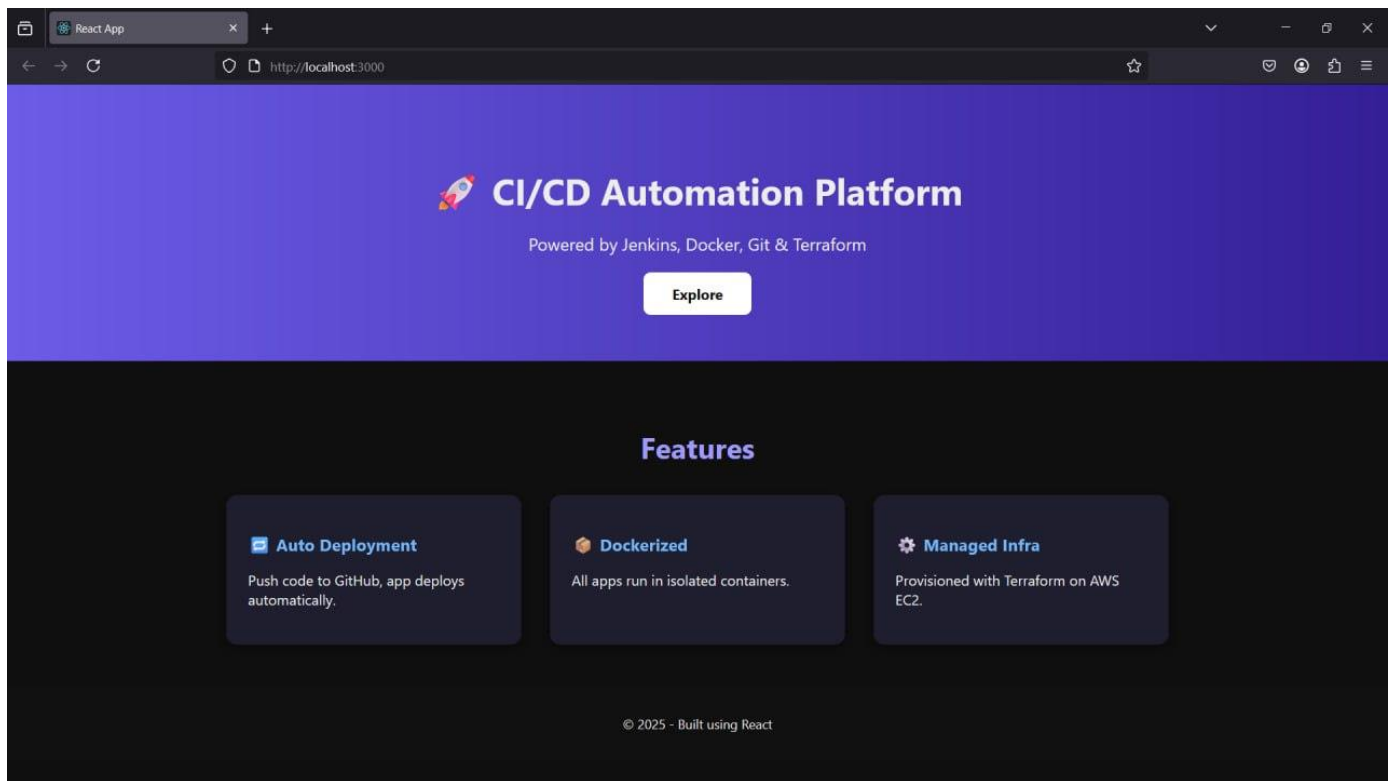 React App
http://localhost:3000
🚀 CI/CD Automation Platform
Powered by Jenkins, Docker, Git & Terraform
Explore
Features
🔁 Auto Deployment
Push code to GitHub, app deploys
automatically.
📦 Dockerized
All apps run in isolated containers.
⚙️ Managed Infra
Provisioned with Terraform on AWS
EC2.
© 2025 - Built using React